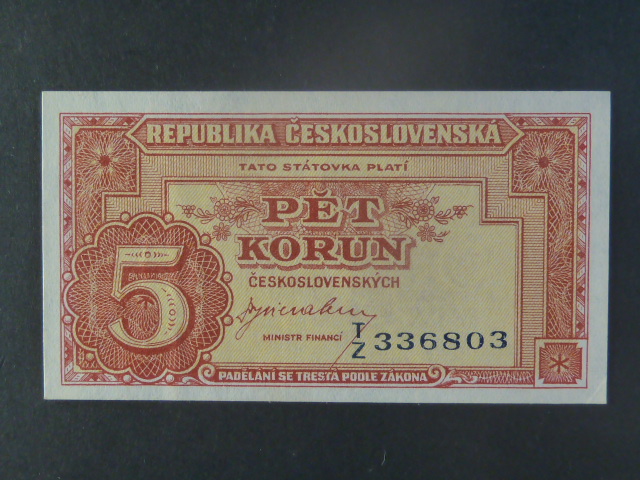 REPUBLIKA ČESKOSLOVENSKÁ
TATO STÁTOVKA PLATÍ
PĚT
KORUN
ČESKOSLOVENSKÝCH
5
MINISTR FINANCÍ
T/Z 336803
PADĚLÁNÍ SE TRESTÁ PODLE ZÁKONA